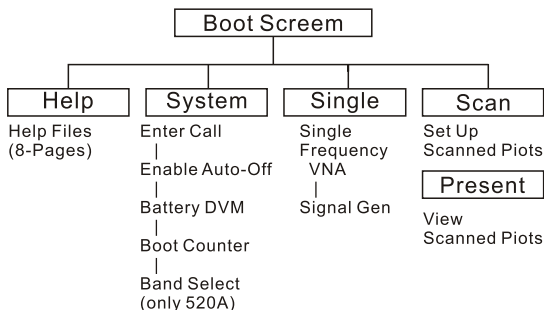 Boot Screem
Help
Help Files
(8-Pages)
System
Enter Call
Enable Auto-Off
Battery DVM
Boot Counter
Band Select
(only 520A)
Single
Single
Frequency
VNA
Signal Gen
Scan
Set Up
Scanned Piots
Present
View
Scanned Piots